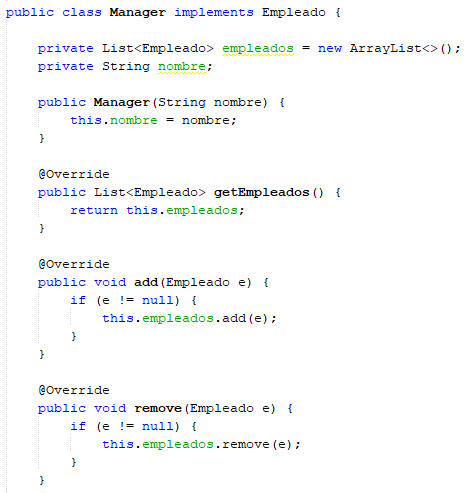 public class Manager implements Empleado {
private List<Empleado> empleados = new ArrayList<>();
private String nombre;
public Manager(String nombre) {
this.nombre = nombre;
}
@Override
public List<Empleado> getEmpleados() {
return this.empleados;
}
@Override
public void add(Empleado e) {
if (e != null) {
this.empleados.add(e);
}
}
@Override
public void remove(Empleado e) {
if (e != null) {
this.empleados.remove(e);
}
}